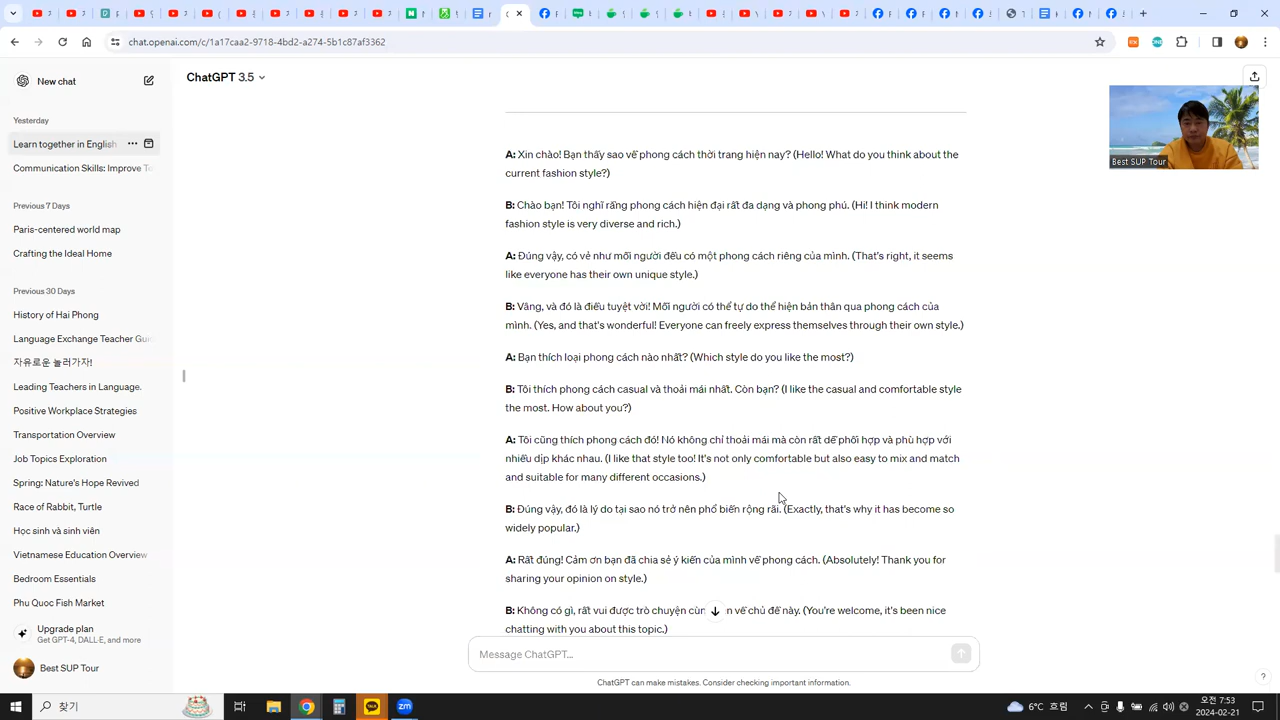 chat.openai.com/c/1a17caa2-9718-4bd2-a274-5b1c87af3362
New chat
ChatGPT 3.5
Yesterday
Learn together in English
Communication Skills: Improve Te
Previous 7 Days
Paris-centered world map
Crafting the Ideal Home
Previous 30 Days
History of Hai Phong
Language Exchange Teacher Gui
자유로운 놀러가자!
Leading Teachers in Language.
Positive Workplace Strategies
Transportation Overview
Job Topics Exploration
Spring: Nature's Hope Revived
Race of Rabbit, Turtle
Học sinh và sinh viên
Vietnamese Education Overview
Bedroom Essentials
Phu Quoc Fish Market
Upgrade plan
Get GPT-4, DALL·E, and more
Best SUP Tour
A: Xin chào! Bạn thấy sao về phong cách thời trang hiện nay? (Hello! What do you think about the
current fashion style?)
B: Chào bạn! Tôi nghĩ rằng phong cách hiện đại rất đa dạng và phong phú. (Hi! I think modern
fashion style is very diverse and rich.)
A: Đúng vậy, có vẻ như mỗi người đều có một phong cách riêng của mình. (That's right, it seems
like everyone has their own unique style.)
B: Vâng, và đó là điều tuyệt vời! Mỗi người có thể tự do thể hiện bản thân qua phong cách của
mình. (Yes, and that's wonderful! Everyone can freely express themselves through their own style.)
A: Bạn thích loại phong cách nào nhất? (Which style do you like the most?)
B: Tôi thích phong cách casual và thoải mái nhất. Còn bạn? (I like the casual and comfortable style
the most. How about you?)
A: Tôi cũng thích phong cách đó! Nó không chỉ thoải mái mà còn rất dễ phối hợp và phù hợp với
nhiều dịp khác nhau. (I like that style too! It's not only comfortable but also easy to mix and match
and suitable for many different occasions.)
B: Đúng vậy, đó là lý do tại sao nó trở nên phổ biến rộng rãi. (Exactly, that's why it has become so
widely popular.)
A: Rất đúng! Cảm ơn bạn đã chia sẻ ý kiến của mình về phong cách. (Absolutely! Thank you for
sharing your opinion on style.)
B: Không có gì, rất vui được trò chuyện cùn n về chủ đề này. (You're welcome, it's been nice
chatting with you about this topic.)
Message ChatGPT...
ChatGPT can make mistakes. Consider checking important information.
?
Best SUP Tour
찾기
6°C 흐림
오전 7:53
2024-02-21